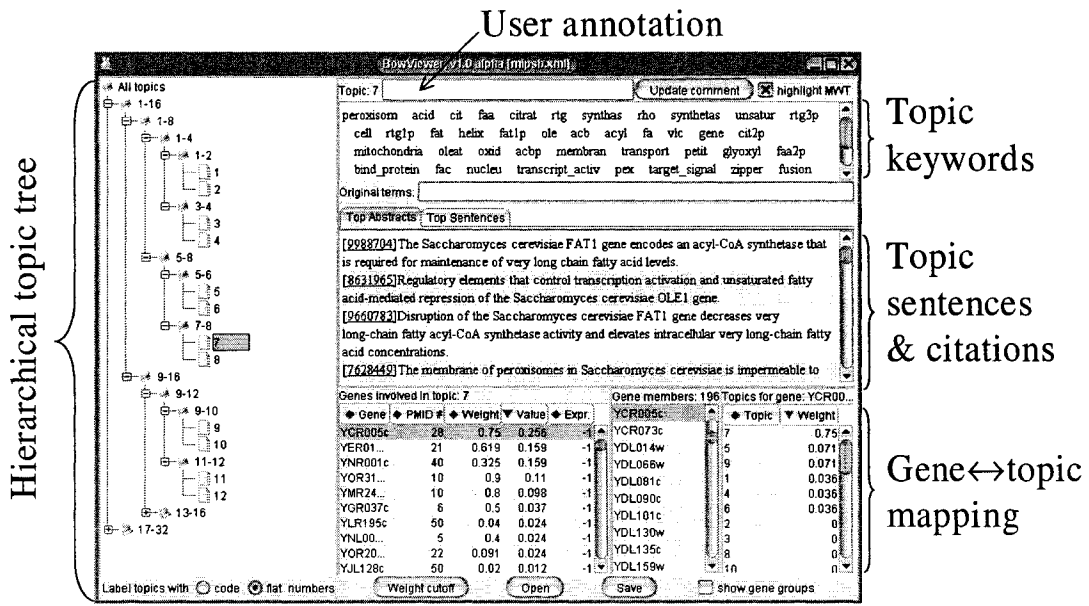 User annotation
BowViewer v1.0 alpha [mipsb.xml]
Hierarchical topic tree
All topics
1-16
1-8
1-4
1-2
1
2
3-4
3
4
5-8
5-6
5
6
7-8
7
8
9-16
9-12
9-10
9
10
11-12
11
12
13-16
17-32
Label topics with code flat numbers
Topic: 7 Update comment highlight MWT
peroxisom acid cit faa citrat rtg synthas rho synthetas unsatur rtg3p
cell rtg1p fat helix fat1p ole acb acyl fa vlc gene cit2p
mitochondria oleat oxid acbp membran transport petit glyoxyl faa2p
bind_protein fac nucleu transcript_activ pex target_signal zipper fusion
Topic
keywords
Original terms:
Top Abstracts Top Sentences
[9988704]The Saccharomyces cerevisiae FAT1 gene encodes an acyl-CoA synthetase that
is required for maintenance of very long chain fatty acid levels.
[8631965]Regulatory elements that control transcription activation and unsaturated fatty
acid-mediated repression of the Saccharomyces cerevisiae OLE1 gene.
[9660783]Disruption of the Saccharomyces cerevisiae FAT1 gene decreases very
long-chain fatty acyl-CoA synthetase activity and elevates intracellular very long-chain fatty
acid concentrations.
[7628449]The membrane of peroxisomes in Saccharomyces cerevisiae is impermeable to
Topic
sentences
& citations
Genes involved in topic: 7
Gene PMID # Weight Value Expr.
YCR005c 28 0.75 0.256 -1
YER01... 21 0.619 0.159 -1
YNR001c 40 0.325 0.159 -1
YOR31... 10 0.9 0.11 -1
YMR24... 10 0.8 0.098 -1
YGR037c 6 0.5 0.037 -1
YLR195c 50 0.04 0.024 -1
YNL00... 5 0.4 0.024 -1
YOR20... 22 0.091 0.024 -1
YJL128c 50 0.02 0.012 -1
Gene members: 196
YCR005c
YCR073c
YDL014w
YDL066w
YDL081c
YDL090c
YDL101c
YDL130w
YDL135c
YDL159w
Topics for gene: YCR00...
Topic Weight
7 0.75
5 0.071
9 0.071
1 0.036
4 0.036
6 0.036
2 0
3 0
8 0
10 0
Gene↔topic
mapping
Weight cutoff Open Save show gene groups